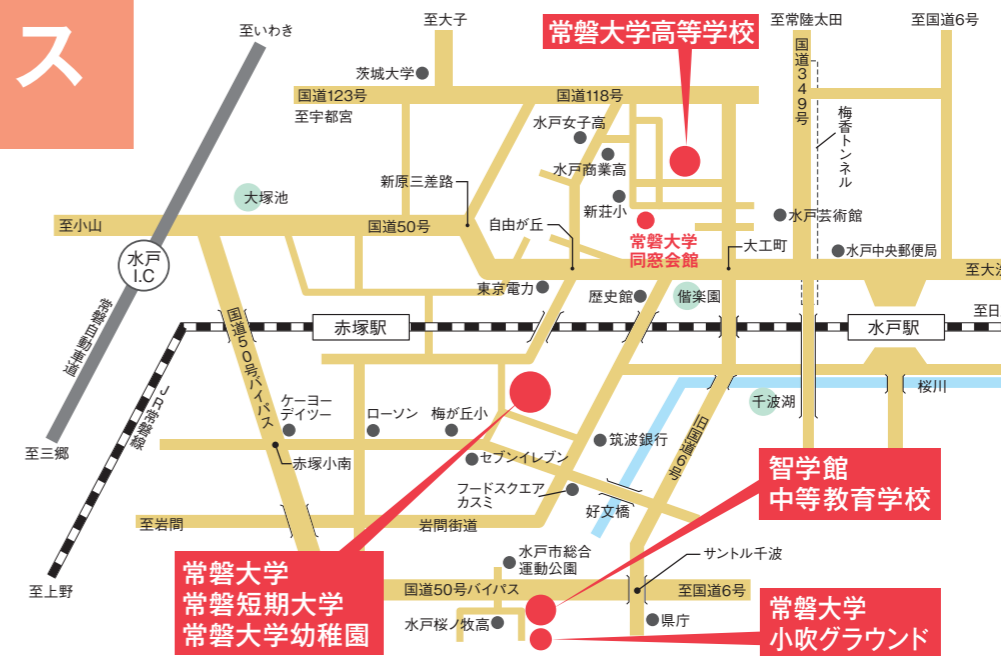 ス
至いわき
至大子
常磐大学高等学校
至常陸太田
至国道6号
国道349号
茨城大学
国道123号
国道118号
至宇都宮
梅香トンネル
水戸女子高
水戸商業高
新原三差路
大塚池
新荘小
至小山
国道50号
自由が丘
常磐大学
同窓会館
水戸芸術館
大工町
水戸中央郵便局
水戸
I.C
至大洗
東京電力
歴史館
偕楽園
常磐自動車道
国道50号バイパス
赤塚駅
水戸駅
至日
JR常磐線
桜川
千波湖
ケーヨー
デイツー
ローソン
梅が丘小
旧国道6号
筑波銀行
至三郷
赤塚小南
セブンイレブン
智学館
中等教育学校
フードスクエア
カスミ
好文橋
至岩間
岩間街道
水戸市総合
運動公園
サントル千波
常磐大学
常磐短期大学
常磐大学幼稚園
至上野
国道50号バイパス
至国道6号
水戸桜ノ牧高
県庁
常磐大学
小吹グラウンド